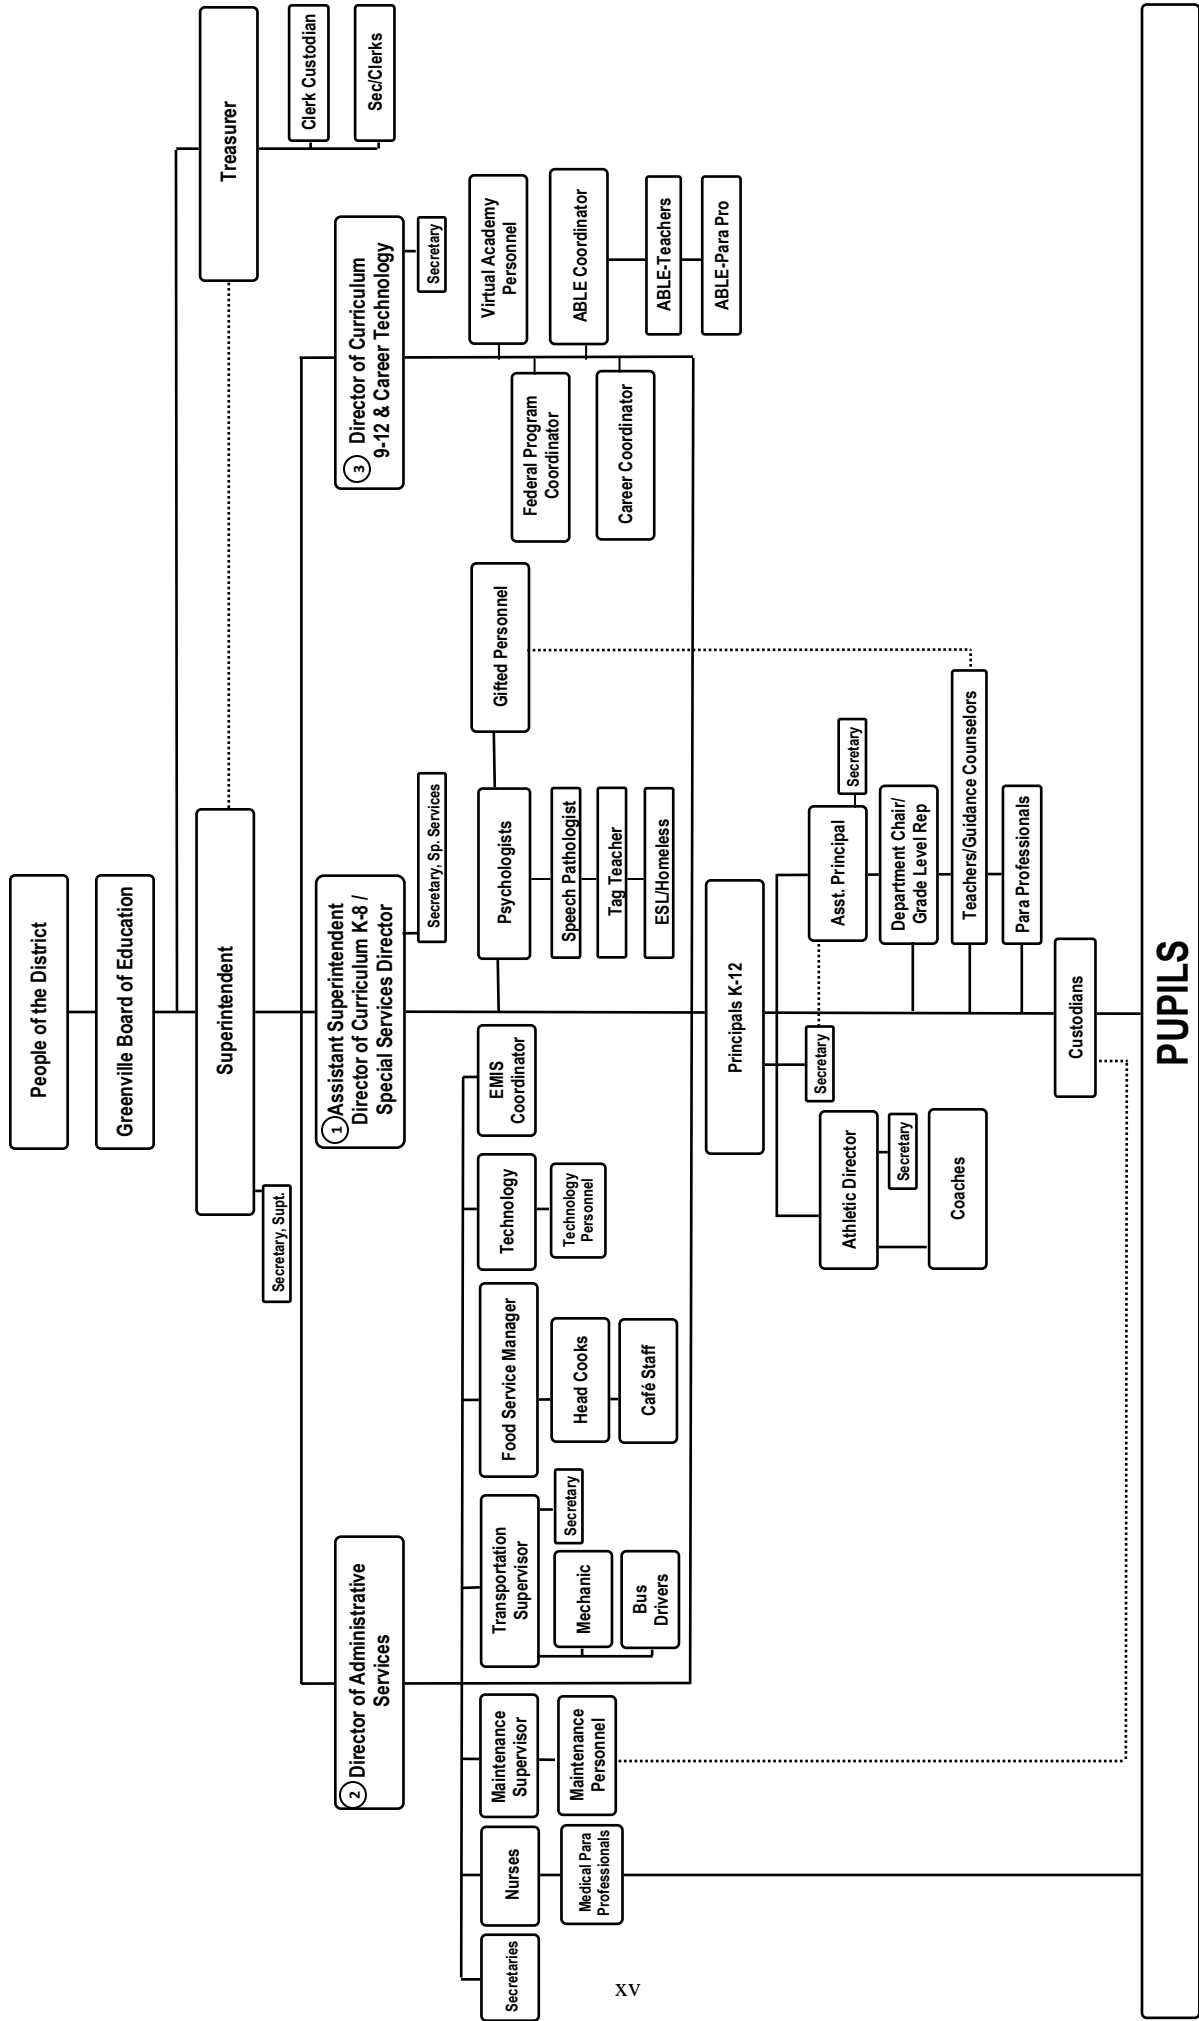 People of the District
Greenville Board of Education
Superintendent
Treasurer
Secretary, Supt.
Clerk Custodian
Sec/Clerks
2
Director of Administrative
Services
1
Assistant Superintendent
Director of Curriculum K-8 /
Special Services Director
3
Director of Curriculum
9-12 & Career Technology
Secretary, Sp. Services
Secretary
Secretaries
Nurses
Maintenance
Supervisor
Transportation
Supervisor
Food Service Manager
Technology
EMIS
Coordinator
Psychologists
Gifted Personnel
Federal Program
Coordinator
Virtual Academy
Personnel
Medical Para
Professionals
Maintenance
Personnel
Mechanic
Secretary
Head Cooks
Technology
Personnel
Speech Pathologist
ABLE Coordinator
Bus
Drivers
Café Staff
Tag Teacher
Career Coordinator
ESL/Homeless
ABLE-Teachers
ABLE-Para Pro
Principals K-12
Athletic Director
Secretary
Asst. Principal
Secretary
Secretary
Coaches
Department Chair/
Grade Level Rep
Teachers/Guidance Counselors
Para Professionals
Custodians
PUPILS
xv